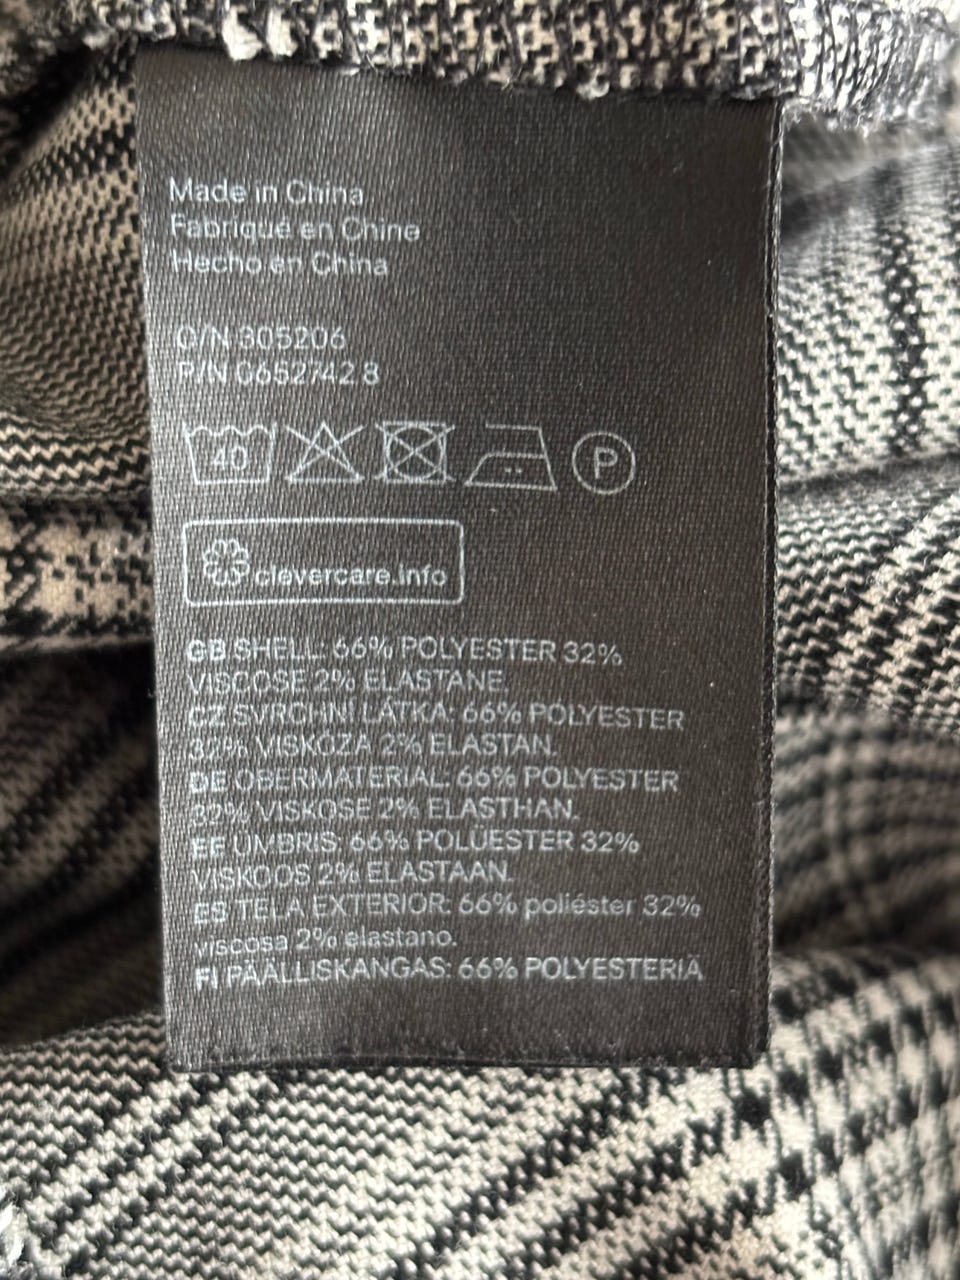 Made in China
Fabriqué en Chine
Hecho en China
O/N 305206
P/N 0652742 8
40
P
clevercare.info
GB SHELL: 66% POLYESTER 32%
VISCOSE 2% ELASTANE.
CZ SVRCHNÍ LÁTKA: 66% POLYESTER
32% VISKÓZA 2% ELASTAN.
DE OBERMATERIAL: 66% POLYESTER
32% VISKOSE 2% ELASTHAN.
EE ÜMBRIS: 66% POLÜESTER 32%
VISKOOS 2% ELASTAAN.
ES TELA EXTERIOR: 66% poliéster 32%
viscosa 2% elastano.
FI PÄÄLLISKANGAS: 66% POLYESTERIÄ